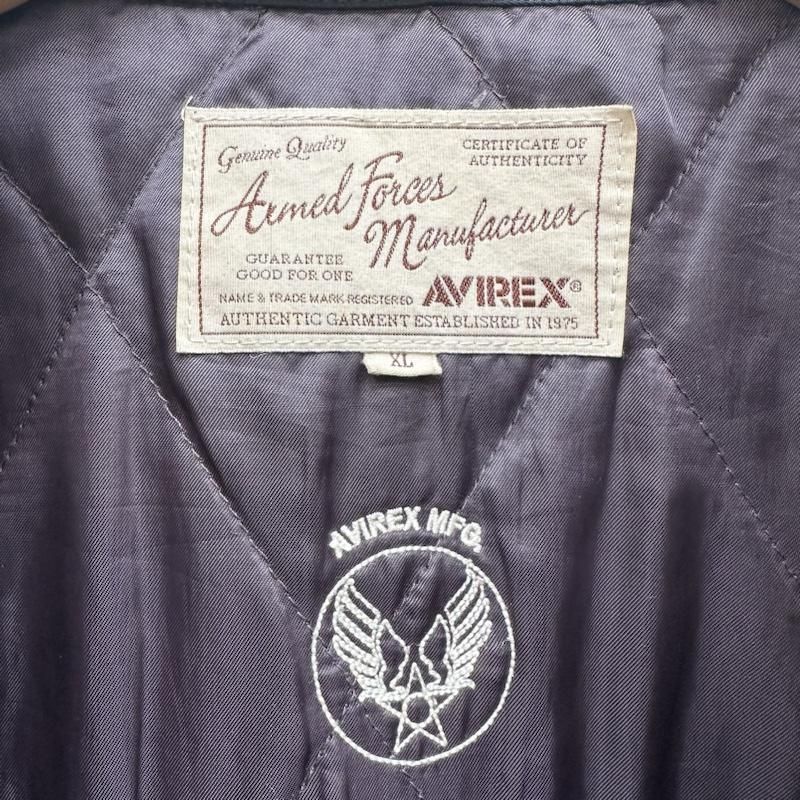 Genuine Quality
CERTIFICATE OF
AUTHENTICITY
Armed Forces
Manufacturer
GUARANTEE
GOOD FOR ONE
NAME & TRADE MARK REGISTERED
AVIREX®
AUTHENTIC GARMENT ESTABLISHED IN 1975
XL
AVIREX MFG.